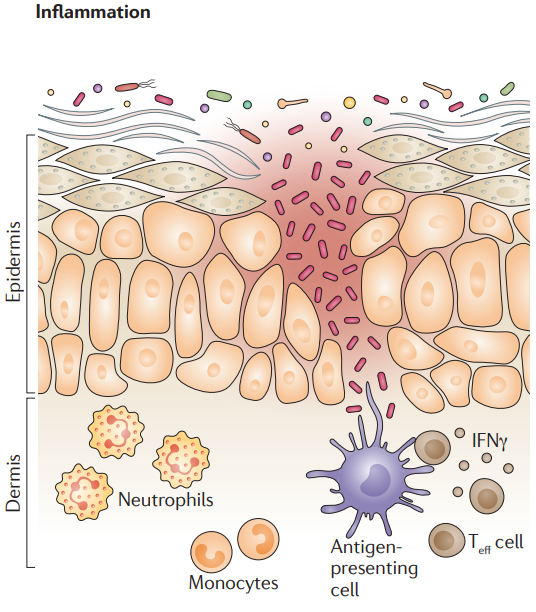 Inflammation
Epidermis
Dermis
Neutrophils
Monocytes
Antigen-
presenting
cell
IFNγ
Teff cell